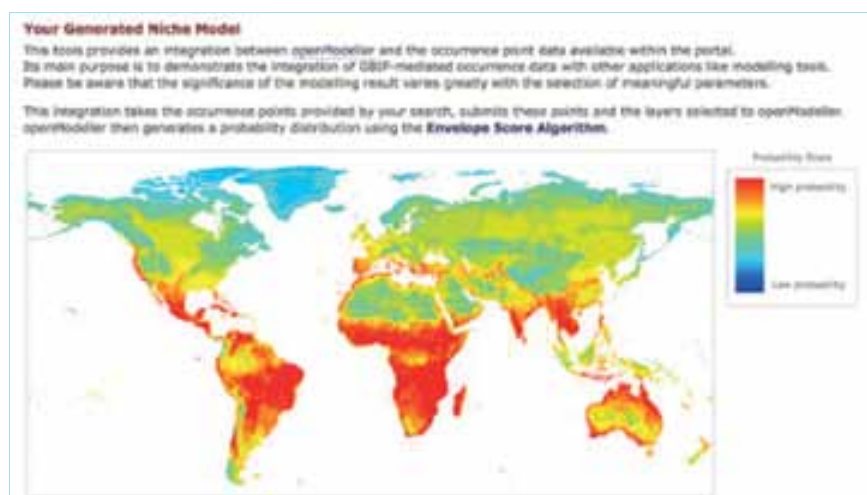 Your Generated Niche Model
This tools provides an integration between openModeller and the occurrence point data available within the portal.
Its main purpose is to demonstrate the integration of GBIF-mediated occurrence data with other applications like modelling tools.
Please be aware that the significance of the modelling result varies greatly with the selection of meaningful parameters.
This integration takes the occurrence points provided by your search, submits these points and the layers selected to openModeller.
openModeller then generates a probability distribution using the Envelope Score Algorithm.
Probability Scale
High probability
Low probability